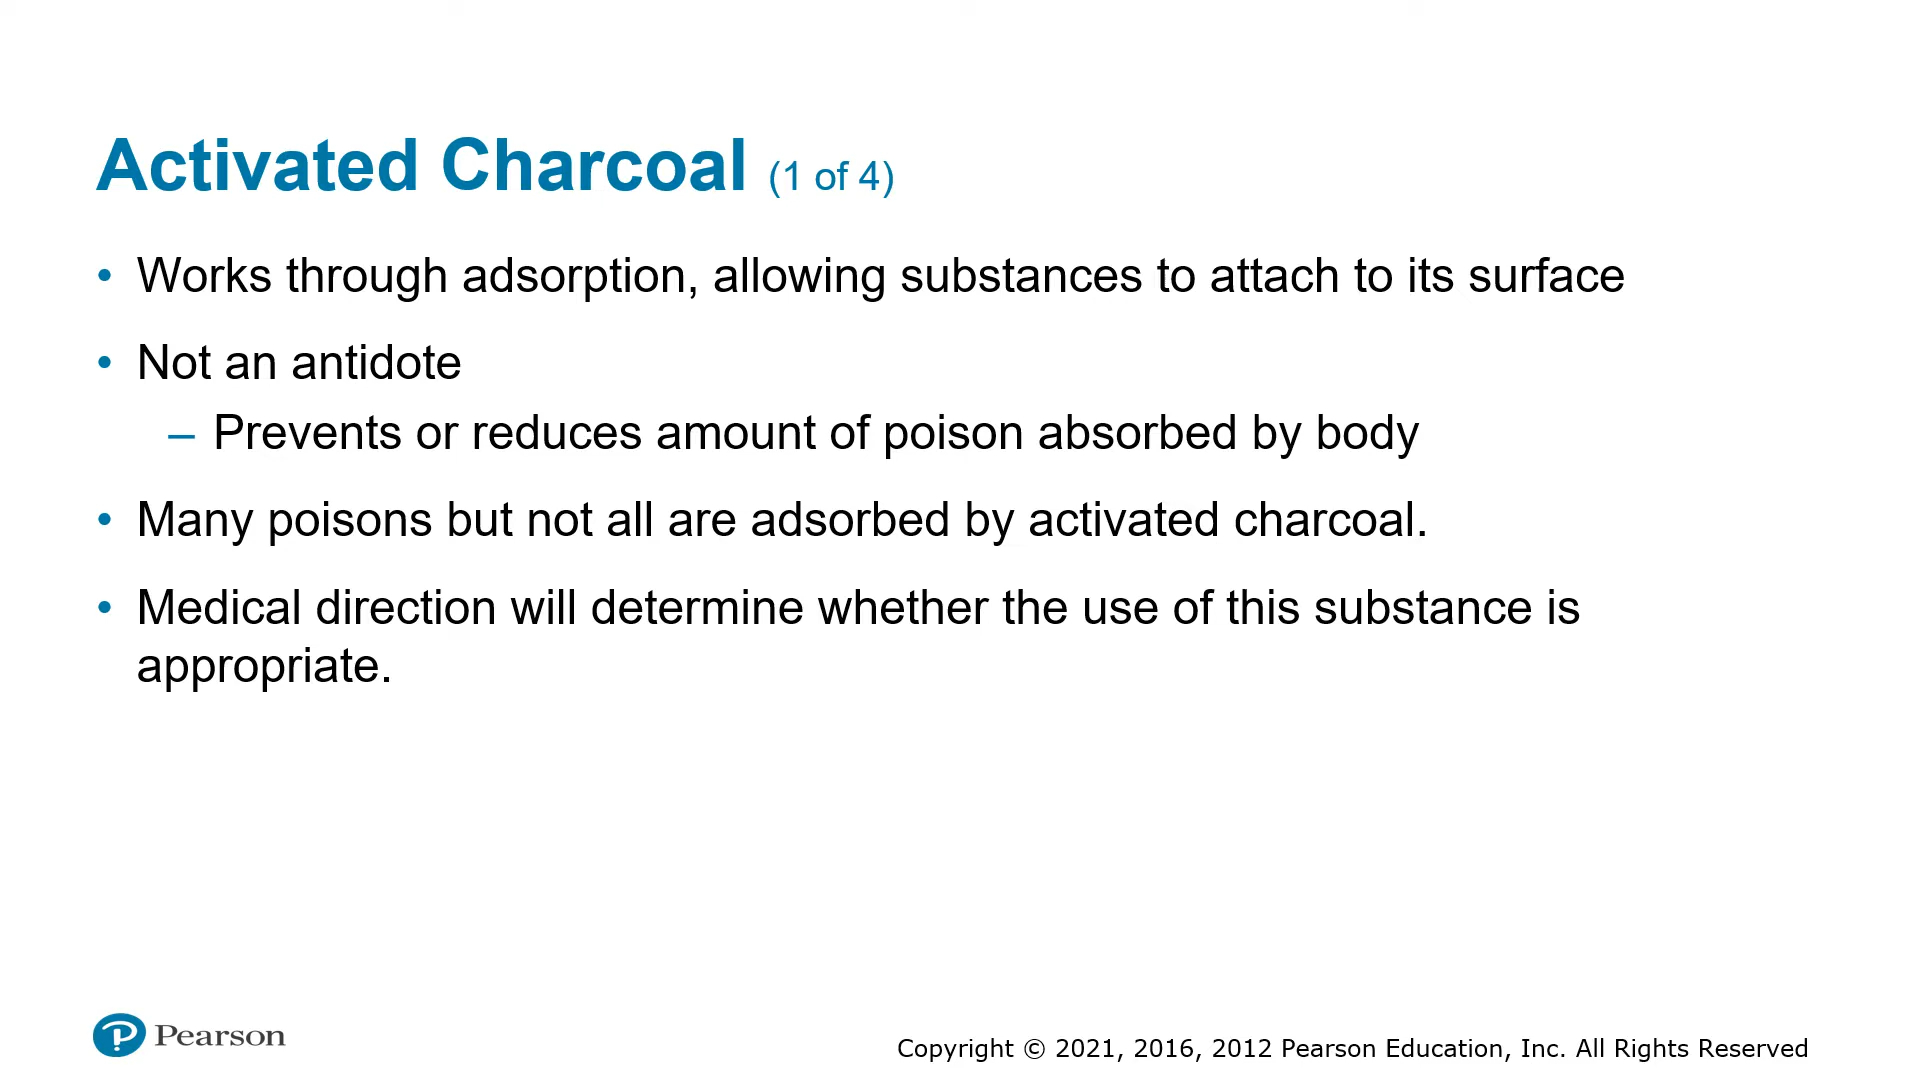 Activated Charcoal (1 of 4)
• Works through adsorption, allowing substances to attach to its surface
• Not an antidote
– Prevents or reduces amount of poison absorbed by body
• Many poisons but not all are adsorbed by activated charcoal.
• Medical direction will determine whether the use of this substance is
appropriate.
Pearson
Copyright © 2021, 2016, 2012 Pearson Education, Inc. All Rights Reserved